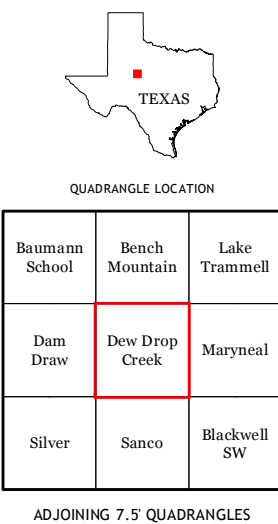 TEXAS
QUADRANGLE LOCATION
Baumann
School
Bench
Mountain
Lake
Trammell
Dam
Draw
Dew Drop
Creek
Maryneal
Silver
Sanco
Blackwell
SW
ADJOINING 7.5' QUADRANGLES